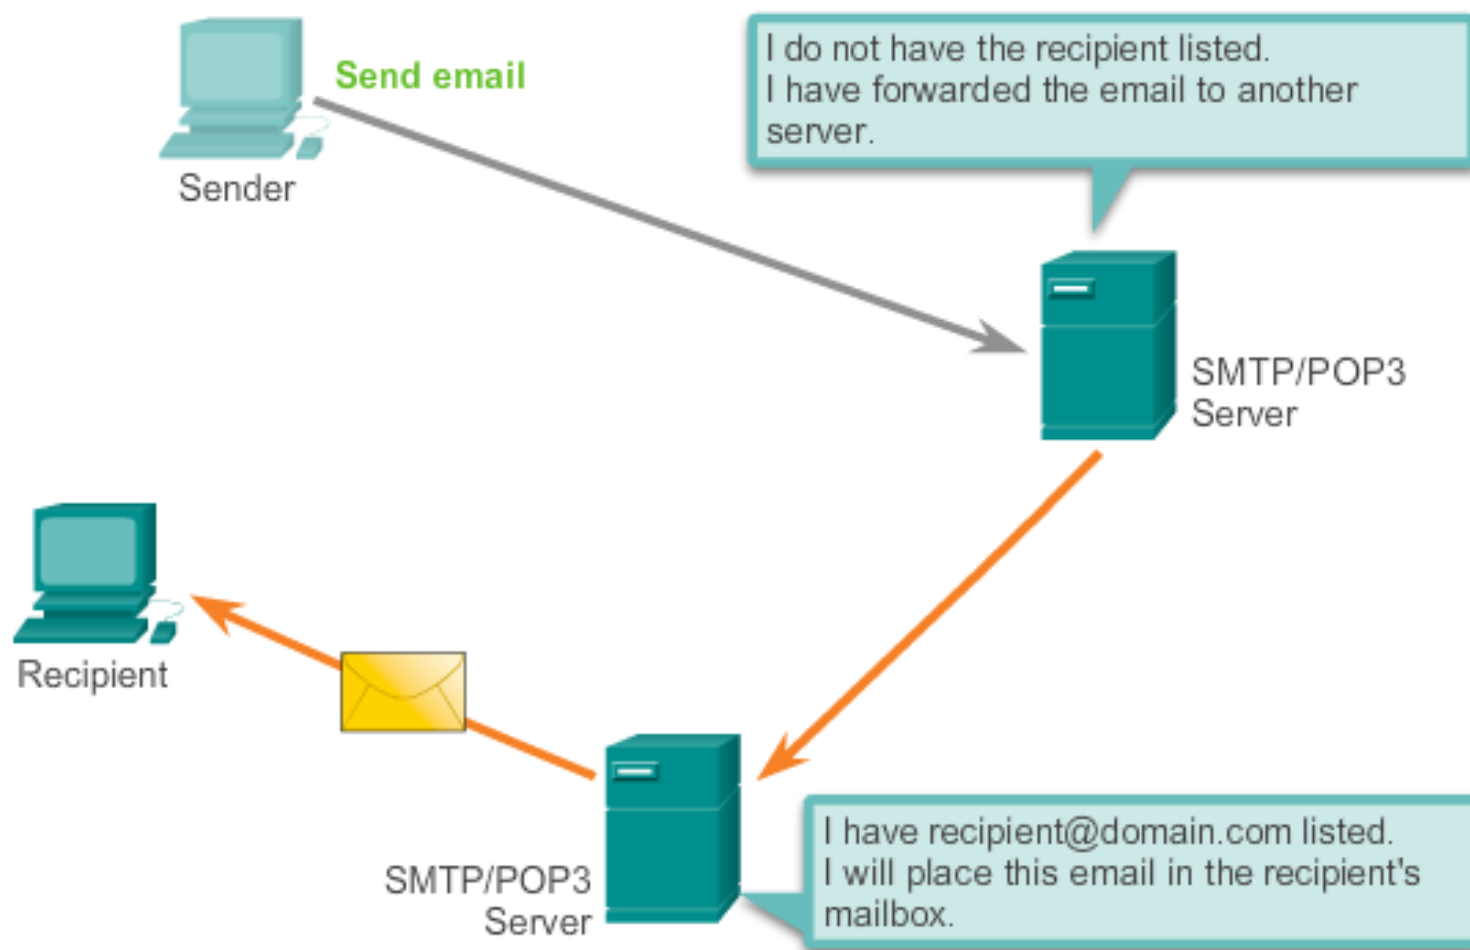 Send email
Sender
I do not have the recipient listed.
I have forwarded the email to another
server.
SMTP/POP3
Server
Recipient
SMTP/POP3
Server
I have recipient@domain.com listed.
I will place this email in the recipient's
mailbox.